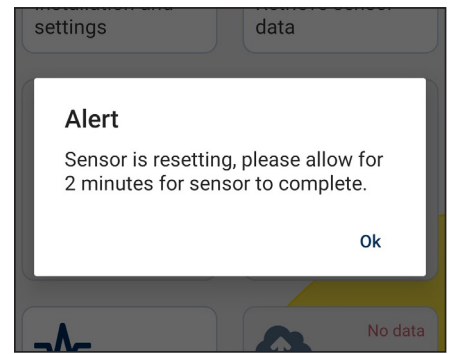 settings
data
Alert
Sensor is resetting, please allow for
2 minutes for sensor to complete.
Ok
No data